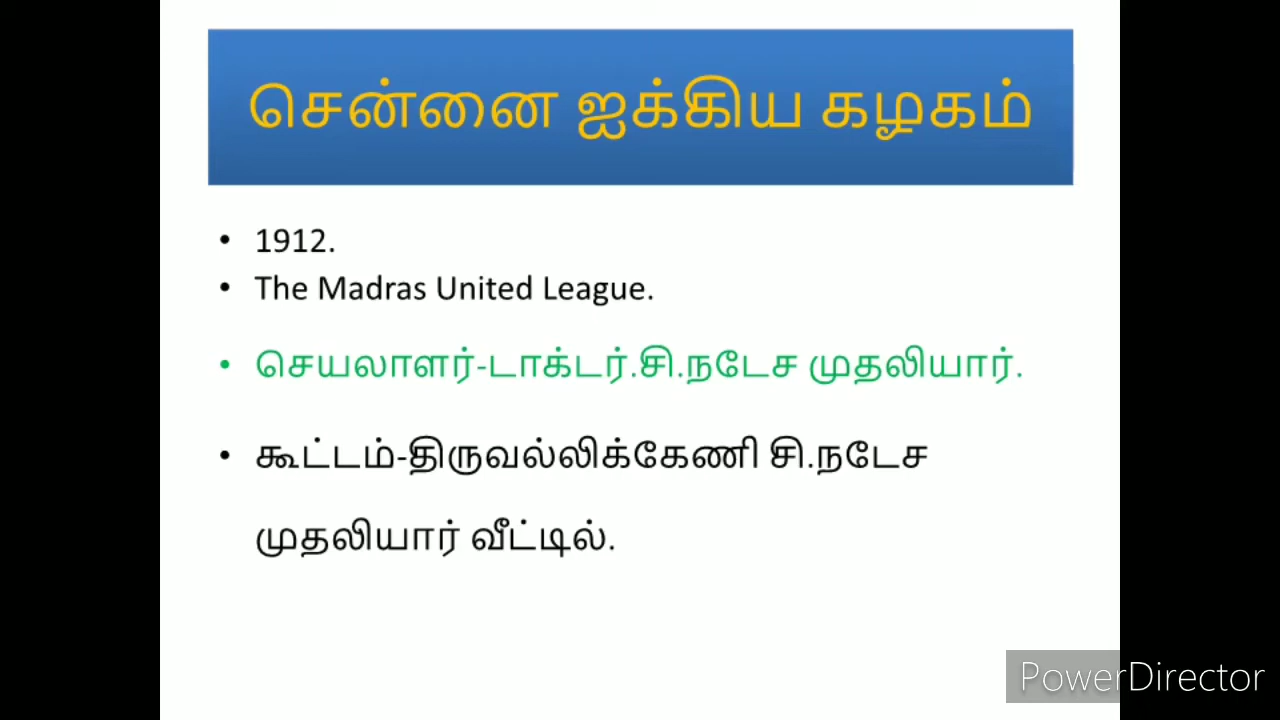 சென்னை ஐக்கிய கழகம்
• 1912.
• The Madras United League.
• செயலாளர்-டாக்டர்.சி.நடேச முதலியார்.
• கூட்டம்-திருவல்லிக்கேணி சி.நடேச
முதலியார் வீட்டில்.
PowerDirector